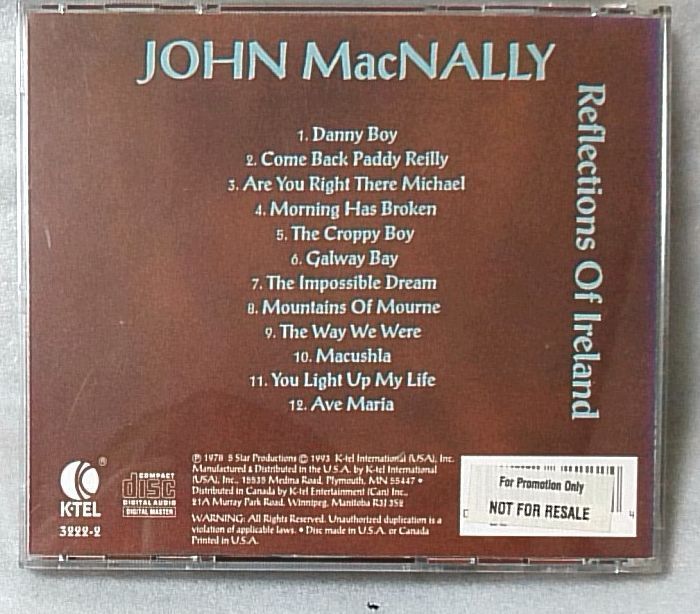 JOHN MacNALLY
Reflections Of Ireland
1. Danny Boy
2. Come Back Paddy Reilly
3. Are You Right There Michael
4. Morning Has Broken
5. The Croppy Boy
6. Galway Bay
7. The Impossible Dream
8. Mountains Of Mourne
9. The Way We Were
10. Macushla
11. You Light Up My Life
12. Ave Maria
K-TEL ®
3222-2
COMPACT
disc
DIGITAL AUDIO
DIGITAL MASTER
℗ 1978 5 Star Productions © 1993 K-tel International (USA), Inc.
Manufactured & Distributed in the U.S.A. by K-tel International
(USA), Inc., 15535 Medina Road, Plymouth, MN 55447 •
Distributed in Canada by K-tel Entertainment (Can) Inc.,
21A Murray Park Road, Winnipeg, Manitoba R3J 3S2
WARNING: All Rights Reserved. Unauthorized duplication is a
violation of applicable laws. • Disc made in U.S.A. or Canada
Printed in U.S.A.
For Promotion Only
NOT FOR RESALE
4